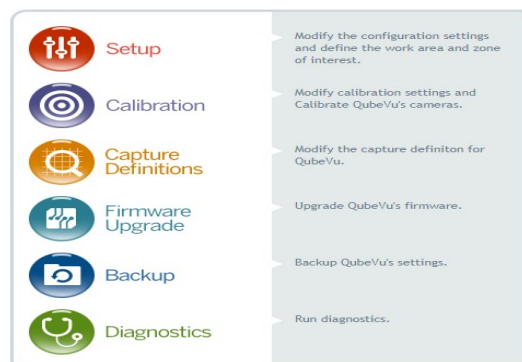 Setup
Modify the configuration settings
and define the work area and zone
of interest.
Calibration
Modify calibration settings and
Calibrate QubeVu's cameras.
Capture
Definitions
Modify the capture definiton for
QubeVu.
Firmware
Upgrade
Upgrade QubeVu's firmware.
Backup
Backup QubeVu's settings.
Diagnostics
Run diagnostics.